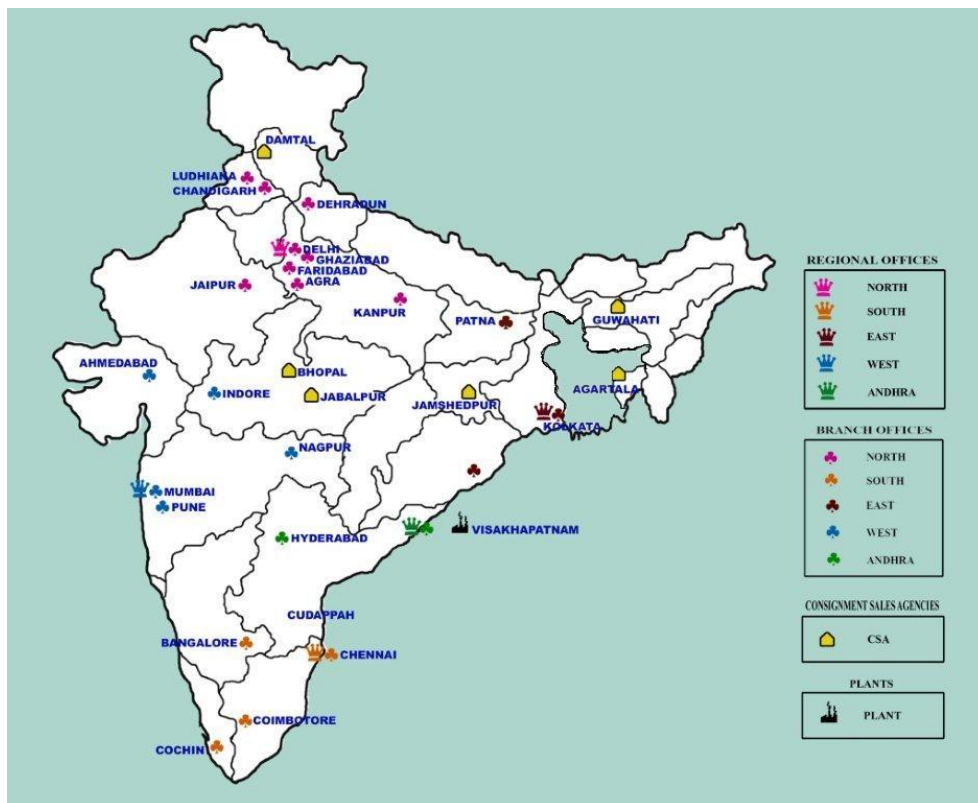 DAMTAL
LUDHIANA
CHANDIGARH
DEHRADUN
DELHI
GHAZIABAD
FARIDABAD
AGRA
JAIPUR
KANPUR
PATNA
GUWAHATI
AHMEDABAD
BHOPAL
INDORE
JABALPUR
JAMSHEDPUR
AGARTALA
KOLKATA
NAGPUR
MUMBAI
PUNE
HYDERABAD
VISAKHAPATNAM
CUDAPPAH
BANGALORE
CHENNAI
COIMBOTORE
COCHIN
REGIONAL OFFICES
NORTH
SOUTH
EAST
WEST
ANDHRA
BRANCH OFFICES
NORTH
SOUTH
EAST
WEST
ANDHRA
CONSIGNMENT SALES AGENCIES
CSA
PLANTS
PLANT